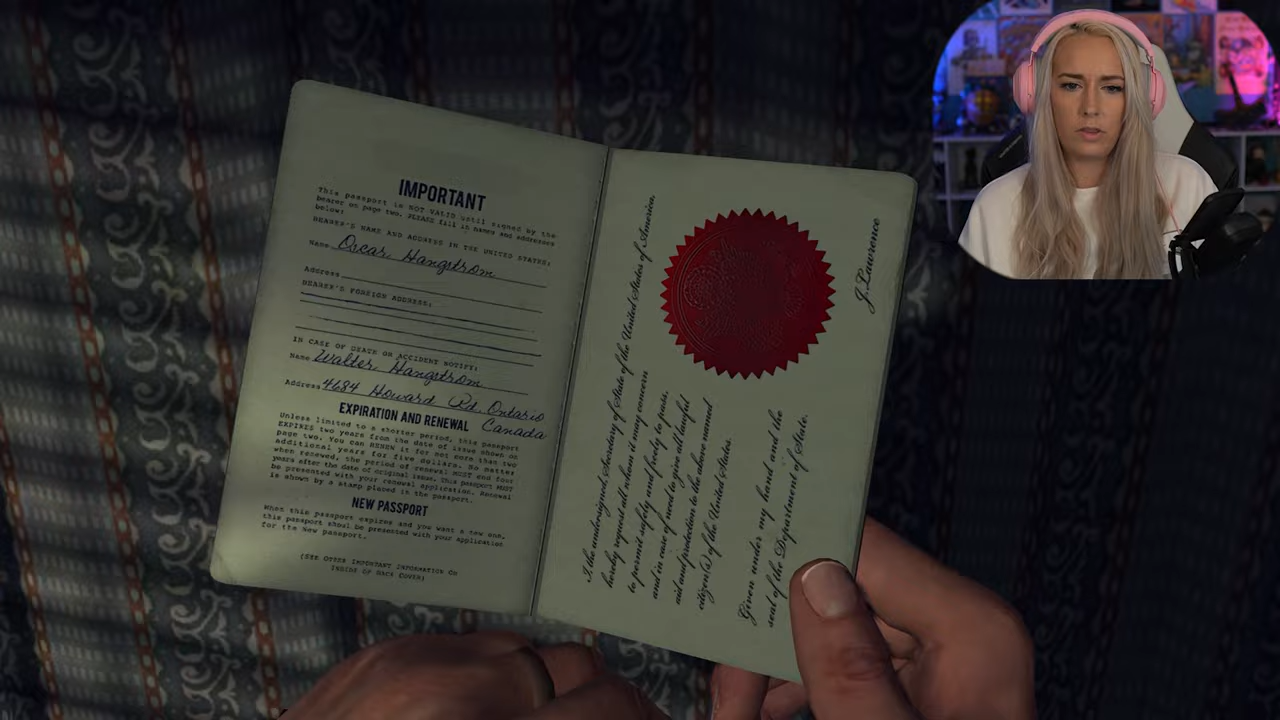 IMPORTANT
This passport is NOT VALID until signed by the
bearer on page two. PLEASE fill in names and addresses
below:
BEARER'S NAME AND ADDRESS IN THE UNITED STATES:
Name Oscar Hangstrom
Address
BEARER'S FOREIGN ADDRESS:
IN CASE OF DEATH OR ACCIDENT NOTIFY:
Name Walter Hangstrom
Address 4684 Howard Rd. Ontario
Canada
EXPIRATION AND RENEWAL
Unless limited to a shorter period, this passport
EXPIRES two years from the date of issue shown on
page two. You can RENEW it for not more than two
additional years for five dollars. No matter
when renewed, the period of renewal MUST end four
years after the date of original issue. This passport MUST
be presented with your renewal application. Renewal
is shown by a stamp placed in the passport.
NEW PASSPORT
When this passport expires and you want a new one,
this passport shoul be presented with your application
for the New passport.
(SEE OTHER IMPORTANT INFORMATION ON
INSIDE OF BACK COVER)
I the undersigned, Secretary of State of the United States of America,
hereby request all whom it may concern
to permit safely and freely to pass,
and in case of need to give all lawful
aid and protection to the above named
citizen(s) of the United States.
Given under my hand and the
seal of the Department of State.
J.Lawrence